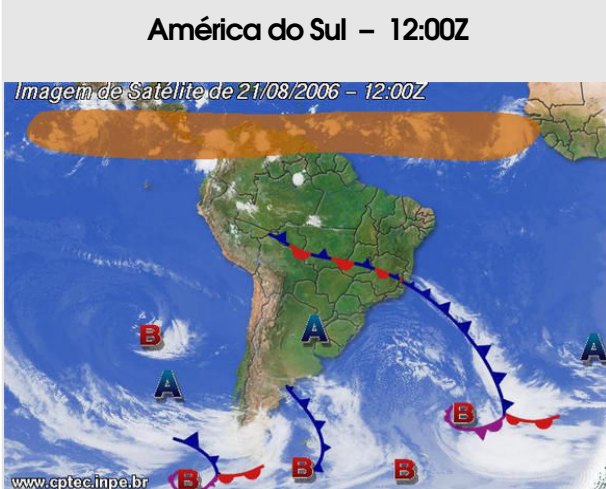 América do Sul – 12:00Z
Imagem de Satélite de 21/08/2006 – 12:00Z
B
A
A
A
B
B
B
B
www.cptec.inpe.br